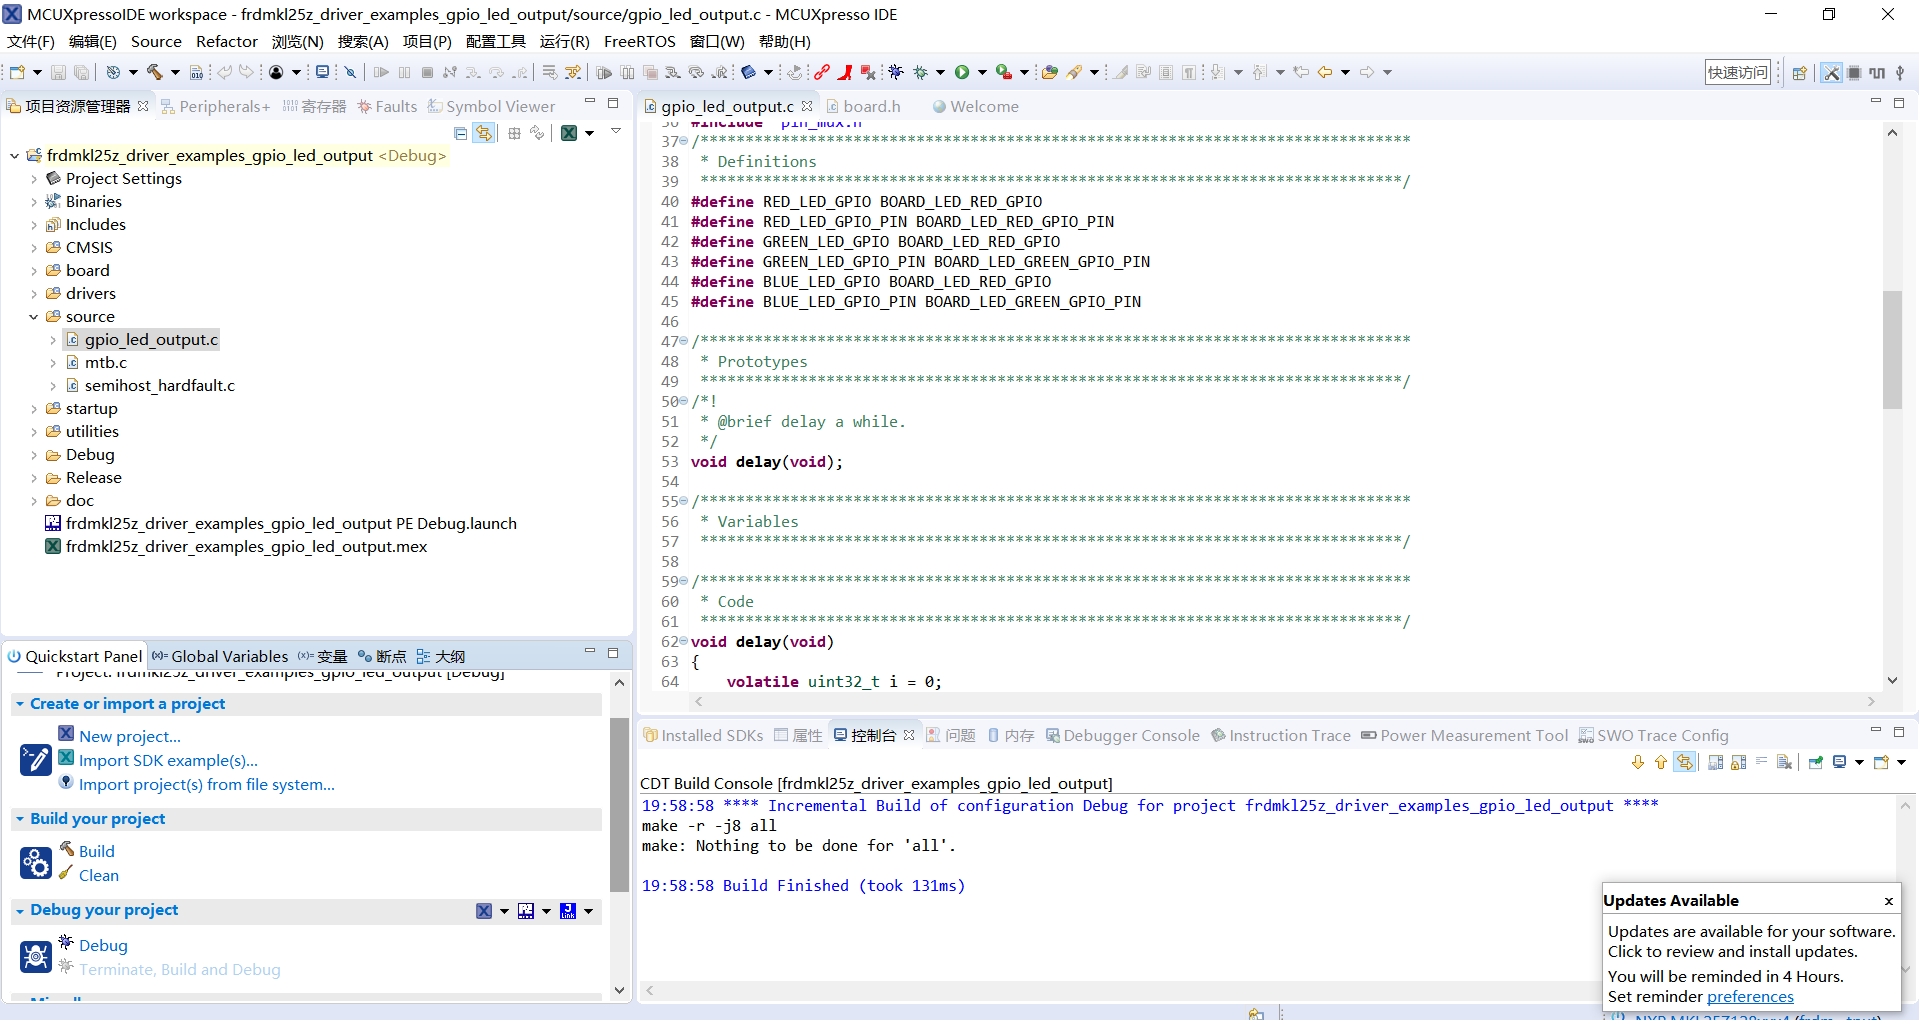 MCUXpressoIDE workspace - frdmkl25z_driver_examples_gpio_led_output/source/gpio_led_output.c - MCUXpresso IDE
文件(F) 编辑(E) Source Refactor 浏览(N) 搜索(A) 项目(P) 配置工具 运行(R) FreeRTOS 窗口(W) 帮助(H)
快速访问
项目资源管理器 Peripherals+ 寄存器 Faults Symbol Viewer
frdmkl25z_driver_examples_gpio_led_output <Debug>
Project Settings
Binaries
Includes
CMSIS
board
drivers
source
gpio_led_output.c
mtb.c
semihost_hardfault.c
startup
utilities
Debug
Release
doc
frdmkl25z_driver_examples_gpio_led_output PE Debug.launch
frdmkl25z_driver_examples_gpio_led_output.mex
Quickstart Panel Global Variables 变量 断点 大纲
Project: frdmkl25z_driver_examples_gpio_led_output [Debug]
Create or import a project
New project...
Import SDK example(s)...
Import project(s) from file system...
Build your project
Build
Clean
Debug your project
Debug
Terminate, Build and Debug
gpio_led_output.c board.h Welcome
36 #include "pin_mux.h"
37 /*******************************************************************************
38 * Definitions
39 ******************************************************************************/
40 #define RED_LED_GPIO BOARD_LED_RED_GPIO
41 #define RED_LED_GPIO_PIN BOARD_LED_RED_GPIO_PIN
42 #define GREEN_LED_GPIO BOARD_LED_RED_GPIO
43 #define GREEN_LED_GPIO_PIN BOARD_LED_GREEN_GPIO_PIN
44 #define BLUE_LED_GPIO BOARD_LED_RED_GPIO
45 #define BLUE_LED_GPIO_PIN BOARD_LED_GREEN_GPIO_PIN
46
47 /*******************************************************************************
48 * Prototypes
49 ******************************************************************************/
50 /*!
51 * @brief delay a while.
52 */
53 void delay(void);
54
55 /*******************************************************************************
56 * Variables
57 ******************************************************************************/
58
59 /*******************************************************************************
60 * Code
61 ******************************************************************************/
62 void delay(void)
63 {
64 volatile uint32_t i = 0;
Installed SDKs 属性 控制台 问题 内存 Debugger Console Instruction Trace Power Measurement Tool SWO Trace Config
CDT Build Console [frdmkl25z_driver_examples_gpio_led_output]
19:58:58 **** Incremental Build of configuration Debug for project frdmkl25z_driver_examples_gpio_led_output ****
make -r -j8 all
make: Nothing to be done for 'all'.
19:58:58 Build Finished (took 131ms)
Updates Available x
Updates are available for your software.
Click to review and install updates.
You will be reminded in 4 Hours.
Set reminder preferences